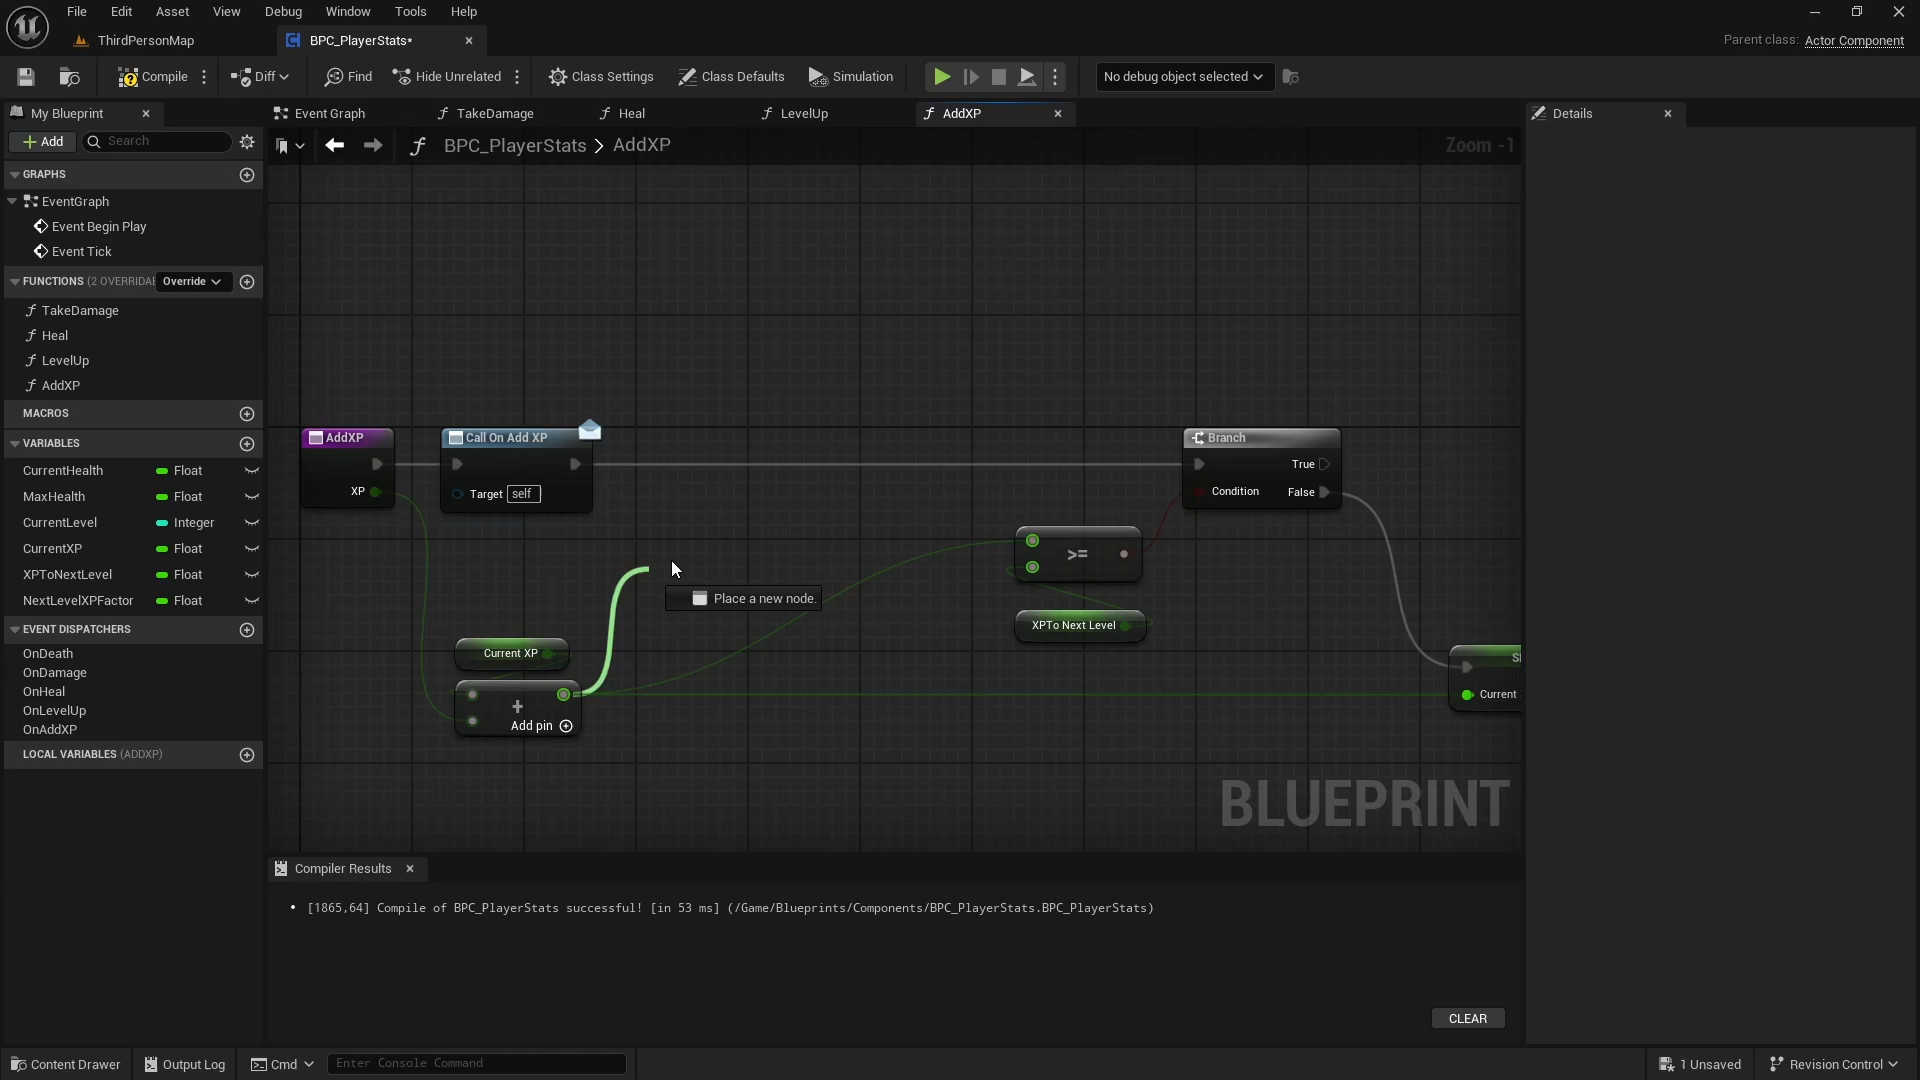 File Edit Asset View Debug Window Tools Help
ThirdPersonMap
BPC_PlayerStats*
Parent class: Actor Component
Compile
Diff
Find
Hide Unrelated
Class Settings
Class Defaults
Simulation
No debug object selected
My Blueprint
Event Graph
TakeDamage
Heal
LevelUp
AddXP
Details
Add
Search
BPC_PlayerStats > AddXP
Zoom -1
GRAPHS
EventGraph
Event Begin Play
Event Tick
FUNCTIONS (2 OVERRIDAB
Override
TakeDamage
Heal
LevelUp
AddXP
MACROS
VARIABLES
CurrentHealth Float
MaxHealth Float
CurrentLevel Integer
CurrentXP Float
XPToNextLevel Float
NextLevelXPFactor Float
EVENT DISPATCHERS
OnDeath
OnDamage
OnHeal
OnLevelUp
OnAddXP
LOCAL VARIABLES (ADDXP)
AddXP
XP
Call On Add XP
Target self
Branch
True
Condition False
>=
Place a new node.
XPTo Next Level
Current XP
+
Add pin
Current
BLUEPRINT
Compiler Results
• [1865,64] Compile of BPC_PlayerStats successful! [in 53 ms] (/Game/Blueprints/Components/BPC_PlayerStats.BPC_PlayerStats)
CLEAR
Content Drawer
Output Log
Cmd
Enter Console Command
1 Unsaved
Revision Control